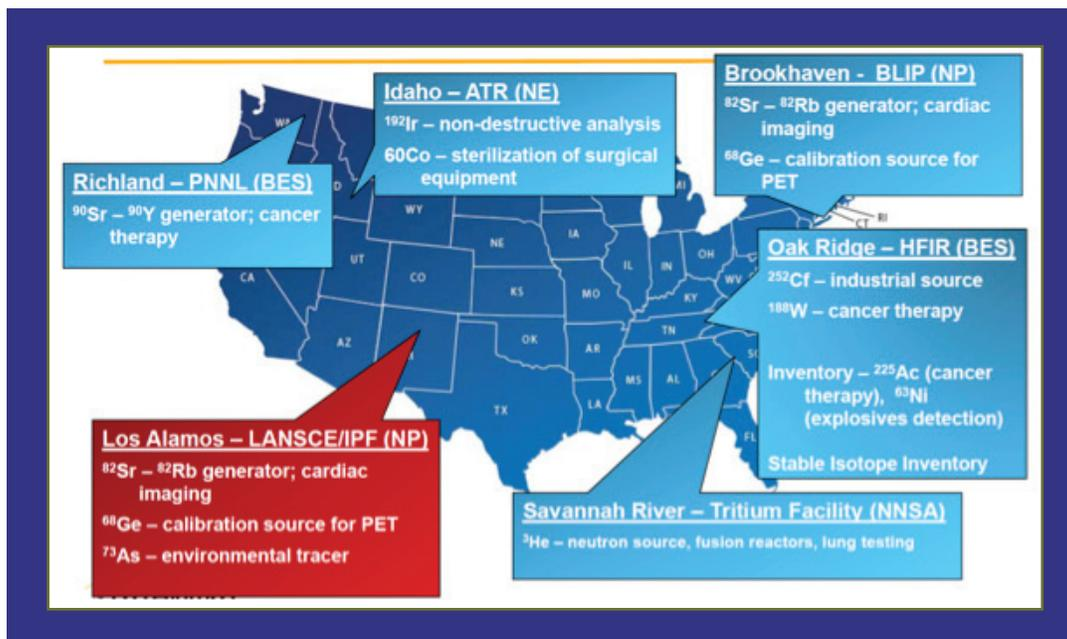 Idaho – ATR (NE)
¹⁹²Ir – non-destructive analysis
60Co – sterilization of surgical
equipment
Brookhaven - BLIP (NP)
⁸²Sr – ⁸²Rb generator; cardiac
imaging
⁶⁸Ge – calibration source for
PET
Richland – PNNL (BES)
⁹⁰Sr – ⁹⁰Y generator; cancer
therapy
Oak Ridge – HFIR (BES)
²⁵²Cf – industrial source
¹⁸⁸W – cancer therapy
Inventory – ²²⁵Ac (cancer
therapy), ⁶³Ni
(explosives detection)
Stable Isotope Inventory
Los Alamos – LANSCE/IPF (NP)
⁸²Sr – ⁸²Rb generator; cardiac
imaging
⁶⁸Ge – calibration source for PET
⁷³As – environmental tracer
Savannah River – Tritium Facility (NNSA)
³He – neutron source, fusion reactors, lung testing
MI
WY
RI
CT
IA
NE
UT
CO
CA
IL
IN
OH
WV
KS
MO
KY
TN
OK
AZ
AR
MS
AL
LA
TX
FL